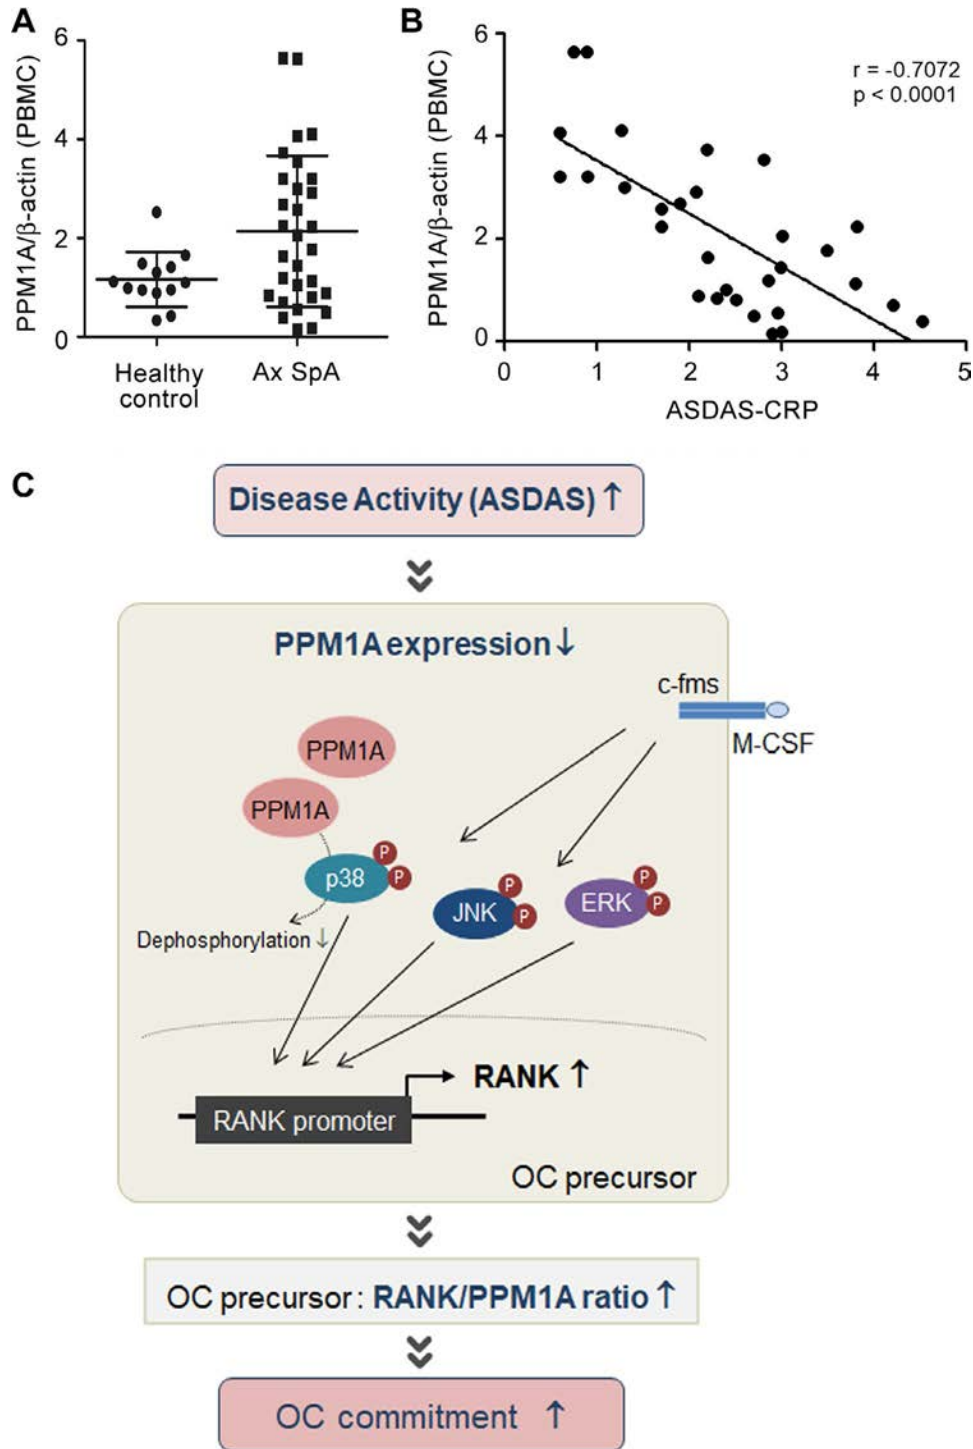 A
PPM1A/β-actin (PBMC)
6
4
2
0
Healthy
control
Ax SpA
B
PPM1A/β-actin (PBMC)
6
4
2
0
r = -0.7072
p < 0.0001
0
1
2
3
4
5
ASDAS-CRP
C
Disease Activity (ASDAS) ↑
PPM1A expression↓
c-fms
M-CSF
PPM1A
PPM1A
p38
P
P
JNK
P
P
ERK
P
P
Dephosphorylation ↓
RANK ↑
RANK promoter
OC precursor
OC precursor : RANK/PPM1A ratio ↑
OC commitment ↑